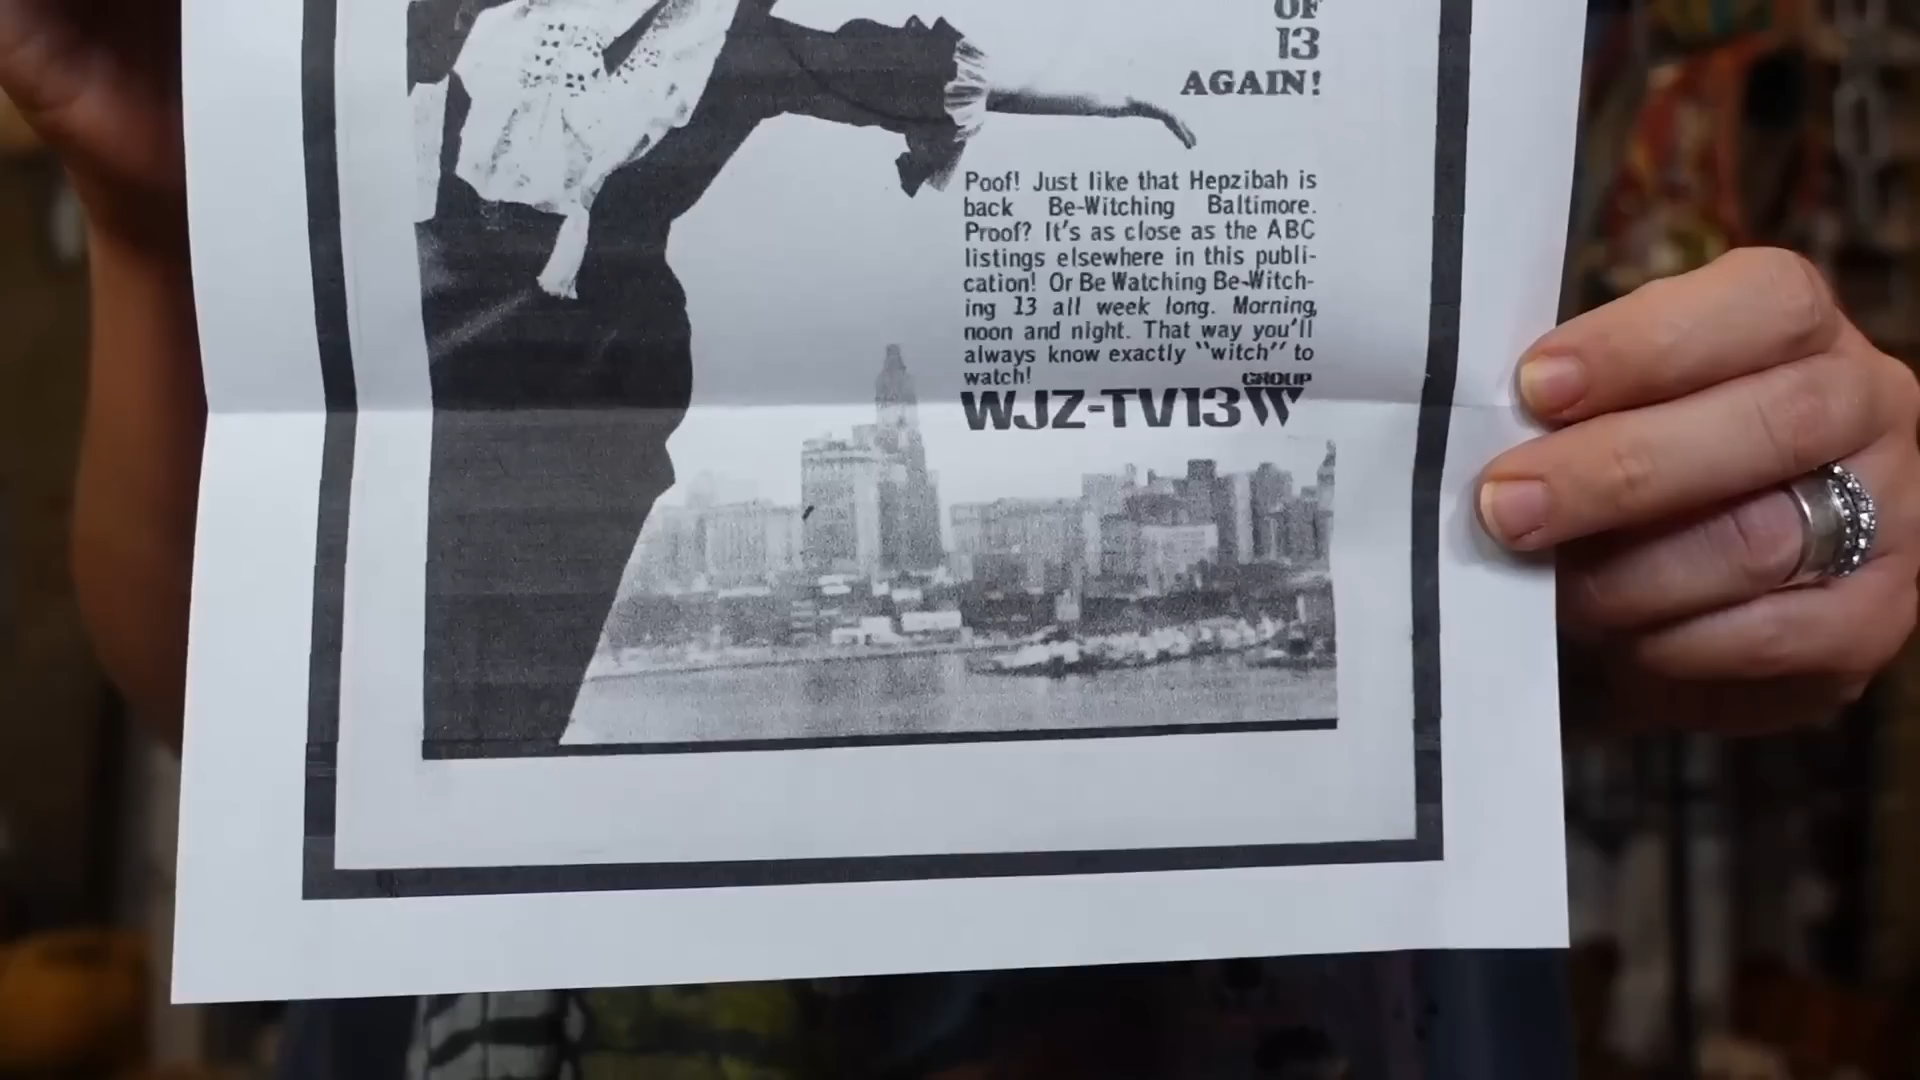 OF
13
AGAIN!
Poof! Just like that Hepzibah is
back Be-Witching Baltimore.
Proof? It's as close as the ABC
listings elsewhere in this publi-
cation! Or Be Watching Be-Witch-
ing 13 all week long. Morning,
noon and night. That way you'll
always know exactly "witch" to
watch!
GROUP
WJZ-TV13 W